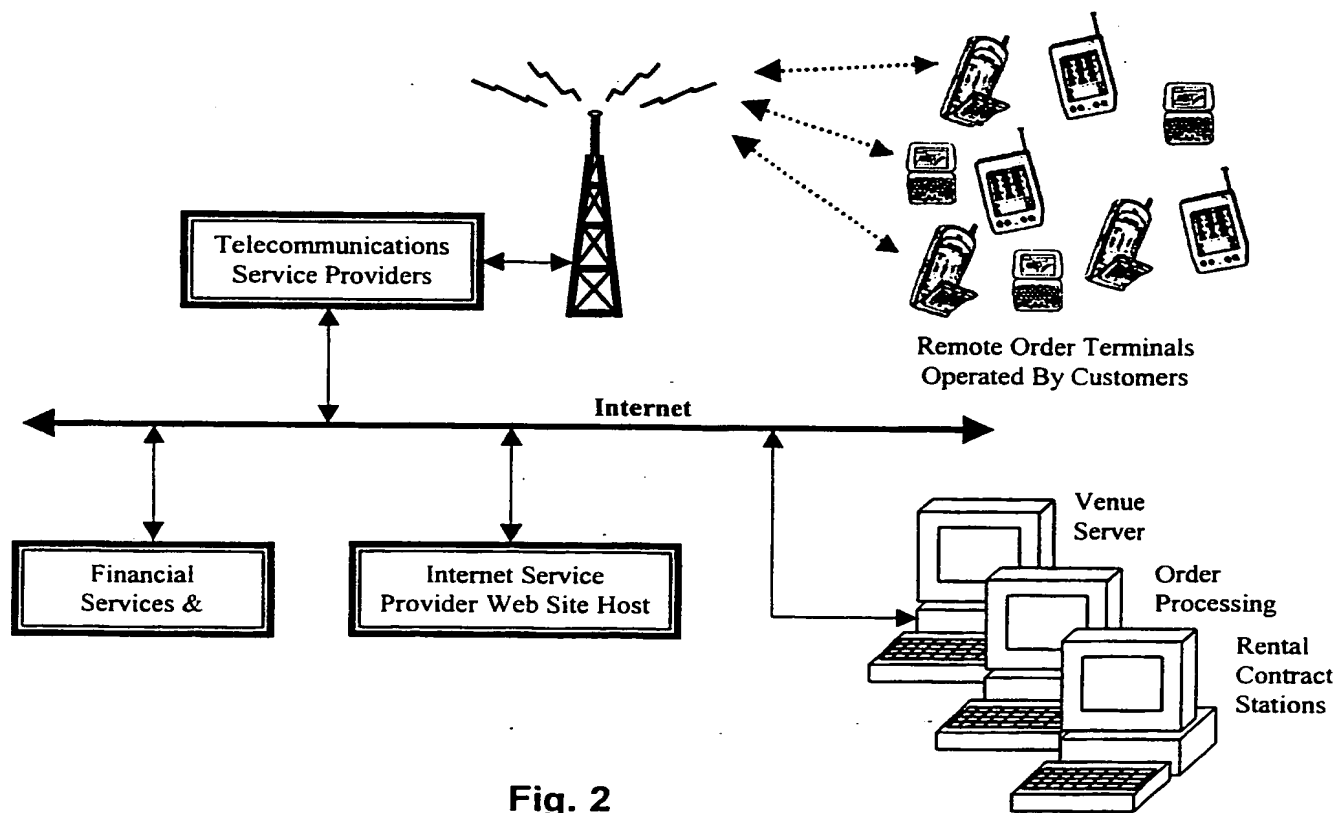 Telecommunications
Service Providers
Remote Order Terminals
Operated By Customers
Internet
Financial
Services &
Internet Service
Provider Web Site Host
Venue
Server
Order
Processing
Rental
Contract
Stations
Fig. 2